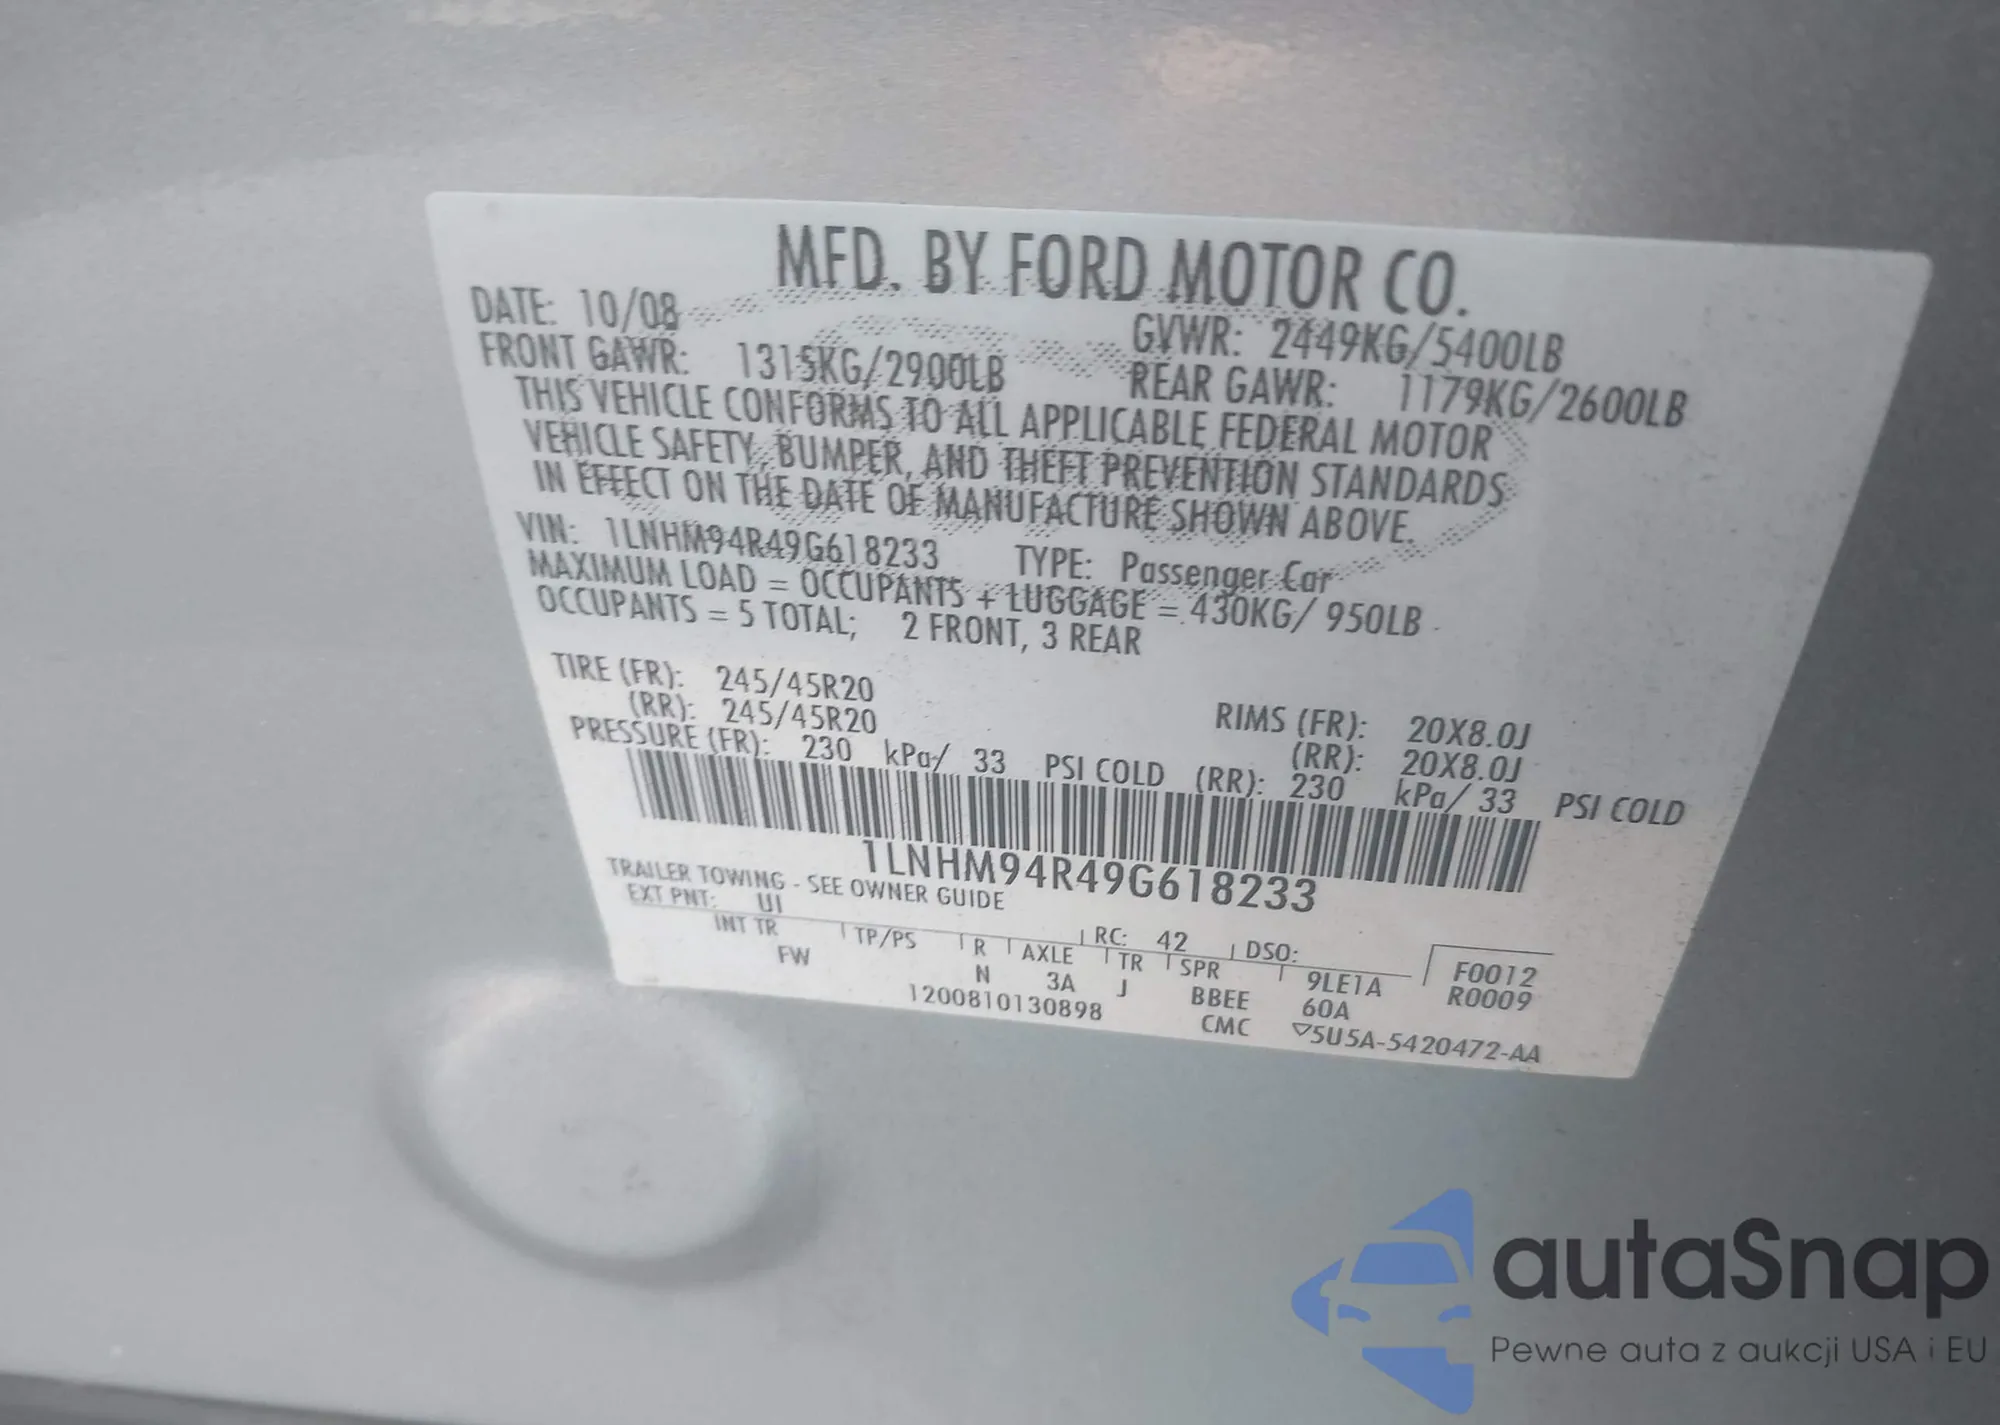 MFD. BY FORD MOTOR CO.
DATE: 10/08 GVWR: 2449KG/5400LB
FRONT GAWR: 1315KG/2900LB REAR GAWR: 1179KG/2600LB
THIS VEHICLE CONFORMS TO ALL APPLICABLE FEDERAL MOTOR
VEHICLE SAFETY, BUMPER, AND THEFT PREVENTION STANDARDS
IN EFFECT ON THE DATE OF MANUFACTURE SHOWN ABOVE.
VIN: 1LNHM94R49G618233 TYPE: Passenger Car
MAXIMUM LOAD = OCCUPANTS + LUGGAGE = 430KG/ 950LB
OCCUPANTS = 5 TOTAL; 2 FRONT, 3 REAR
TIRE (FR): 245/45R20 RIMS (FR): 20X8.0J
(RR): 245/45R20 (RR): 20X8.0J
PRESSURE (FR): 230 kPa/ 33 PSI COLD (RR): 230 kPa/ 33 PSI COLD
1LNHM94R49G618233
TRAILER TOWING - SEE OWNER GUIDE
EXT PNT: UI RC: 42 DSO: F0012
INT TR TP/PS R AXLE TR SPR 9LE1A R0009
FW N 3A J BBEE 60A
1200810130898 CMC ▽5U5A-5420472-AA
autaSnap
Pewne auta z aukcji USA i EU